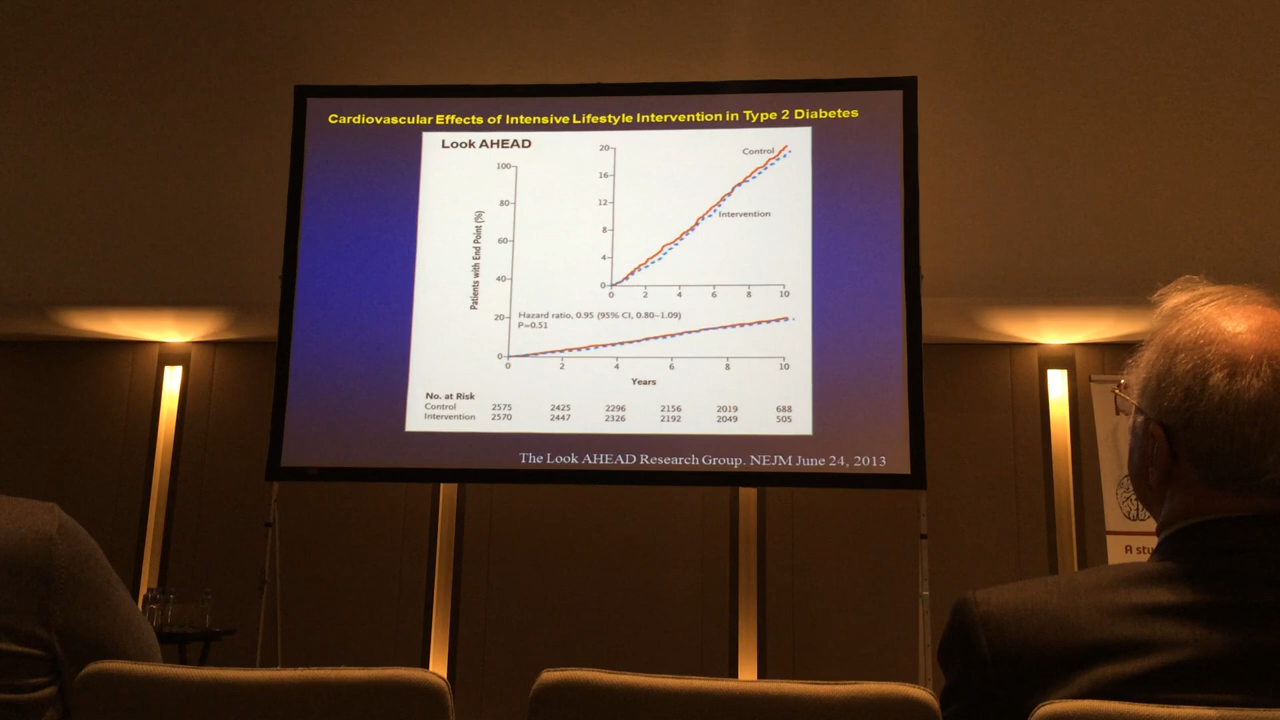 Cardiovascular Effects of Intensive Lifestyle Intervention in Type 2 Diabetes
Look AHEAD
Patients with End Point (%)
100
80
60
40
20
0
20
16
12
8
4
0
0 2 4 6 8 10
Control
Intervention
Hazard ratio, 0.95 (95% CI, 0.80–1.09)
P=0.51
0 2 4 6 8 10
Years
No. at Risk
Control 2575 2425 2296 2156 2019 688
Intervention 2570 2447 2326 2192 2049 505
The Look AHEAD Research Group. NEJM June 24, 2013
A stu